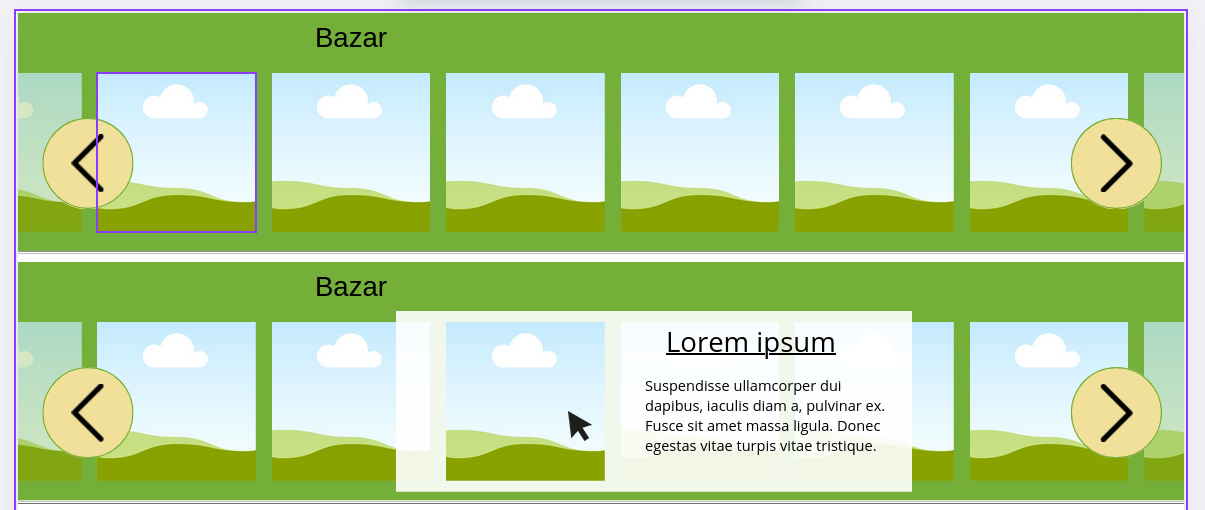 Bazar
Bazar
Lorem ipsum
Suspendisse ullamcorper dui
dapibus, iaculis diam a, pulvinar ex.
Fusce sit amet massa ligula. Donec
egestas vitae turpis vitae tristique.